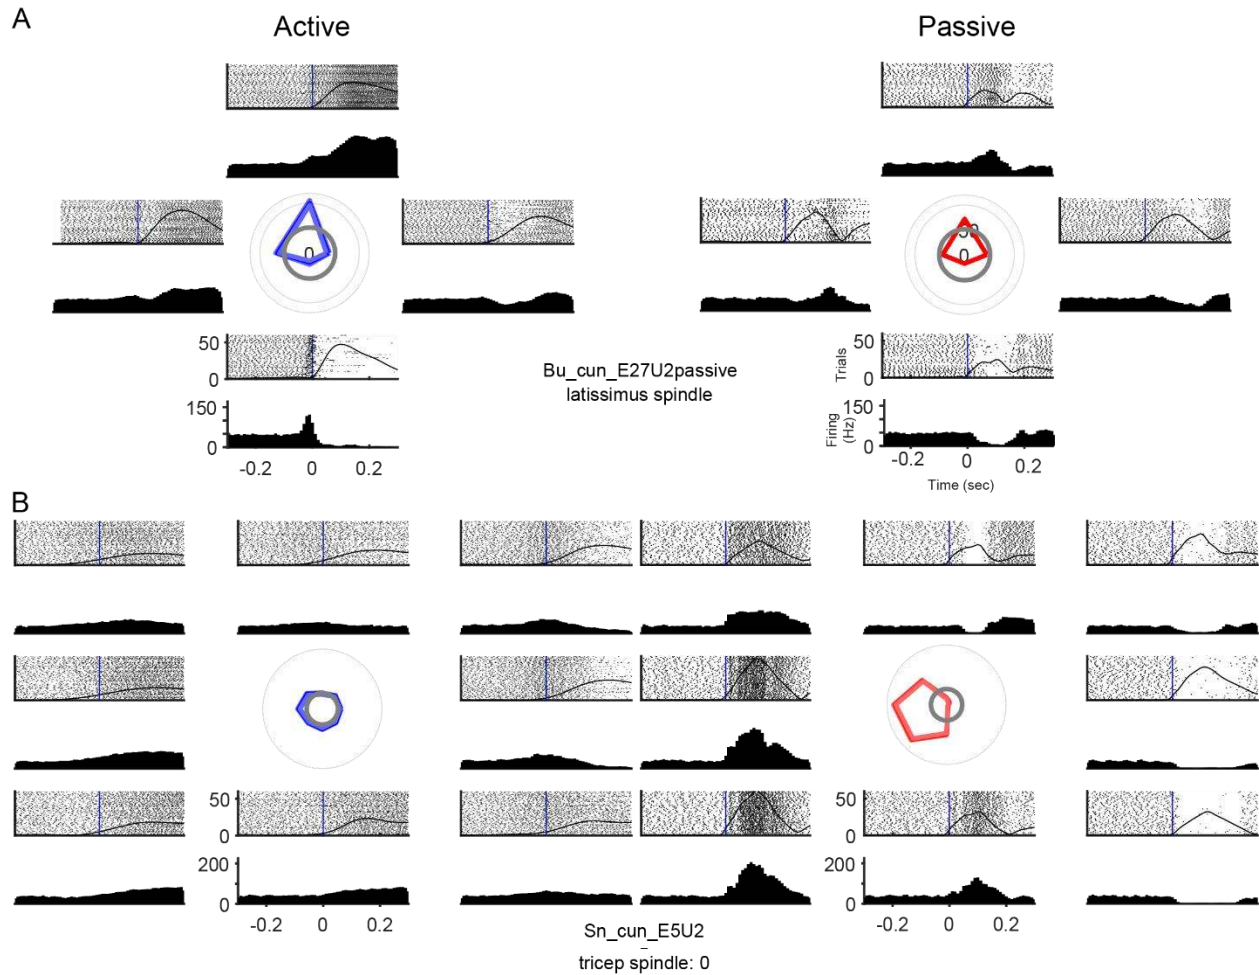 A
Active
Passive
0
50
0
50
0
150
0
-0.2 0 0.2
Bu_cun_E27U2passive
latissimus spindle
Trials
50
0
Firing
(Hz)
150
0
-0.2 0 0.2
Time (sec)
B
50
0
200
0
-0.2 0 0.2
50
0
200
0
-0.2 0 0.2
Sn_cun_E5U2
–
tricep spindle: 0